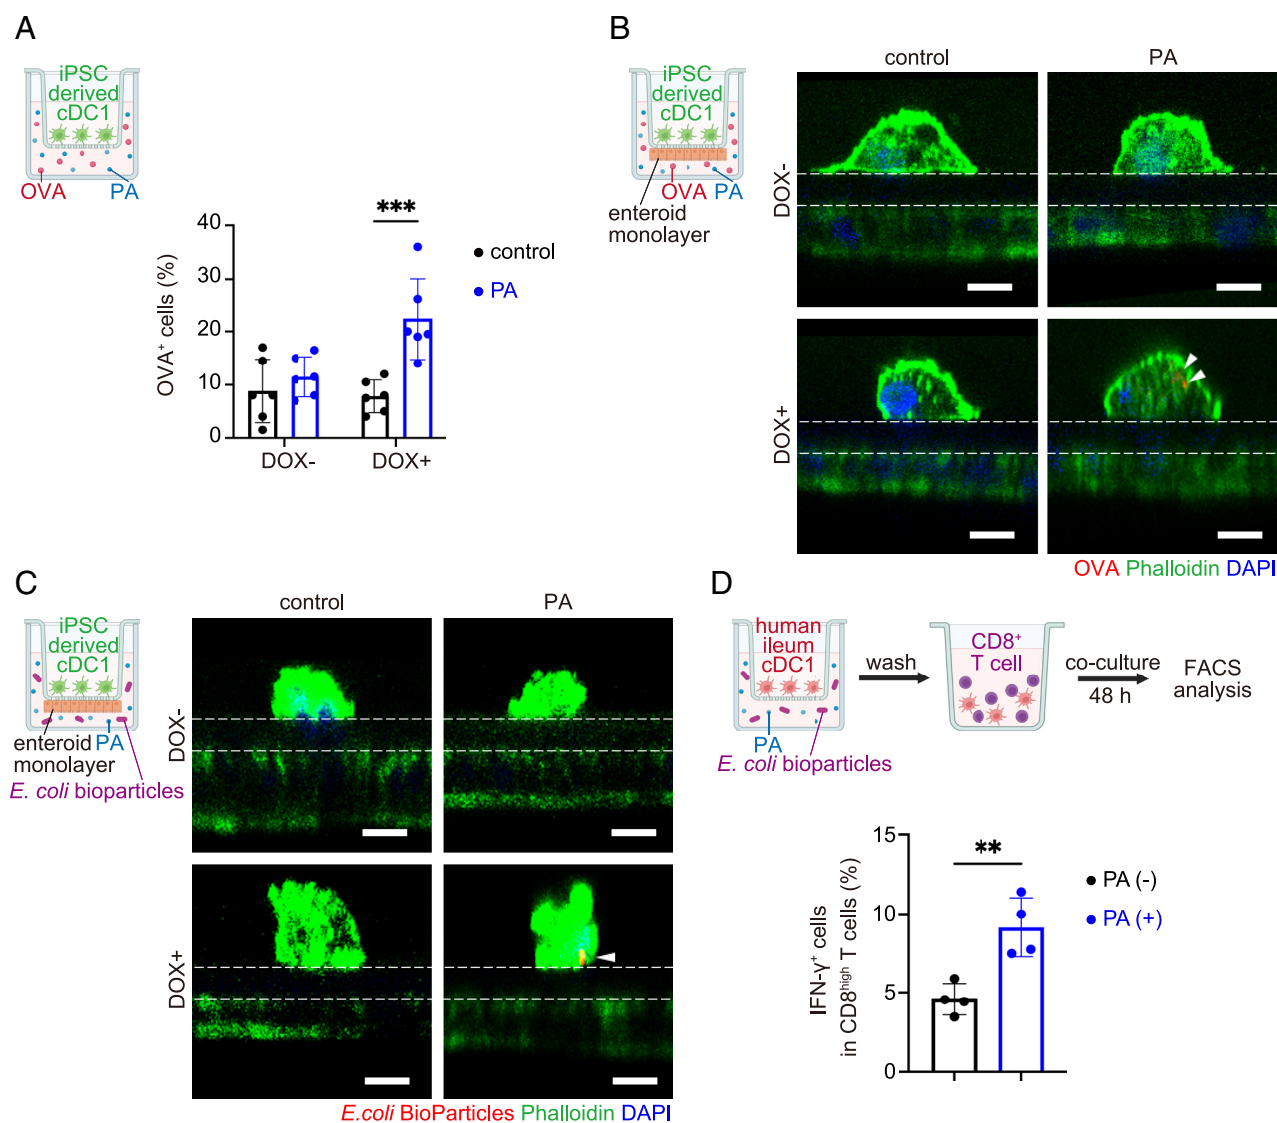 A
iPSC
derived
cDC1
OVA
PA
OVA⁺ cells (%)
40
30
20
10
0
DOX-
DOX+
***
control
PA
B
iPSC
derived
cDC1
OVA PA
enteroid
monolayer
control
PA
DOX-
DOX+
OVA Phalloidin DAPI
C
iPSC
derived
cDC1
enteroid PA
monolayer
E. coli bioparticles
control
PA
DOX-
DOX+
E.coli BioParticles Phalloidin DAPI
D
human
ileum
cDC1
PA
E. coli bioparticles
wash
CD8⁺
T cell
co-culture
48 h
FACS
analysis
IFN-γ⁺ cells
in CD8ʰⁱᵍʰ T cells (%)
15
10
5
0
**
PA (-)
PA (+)